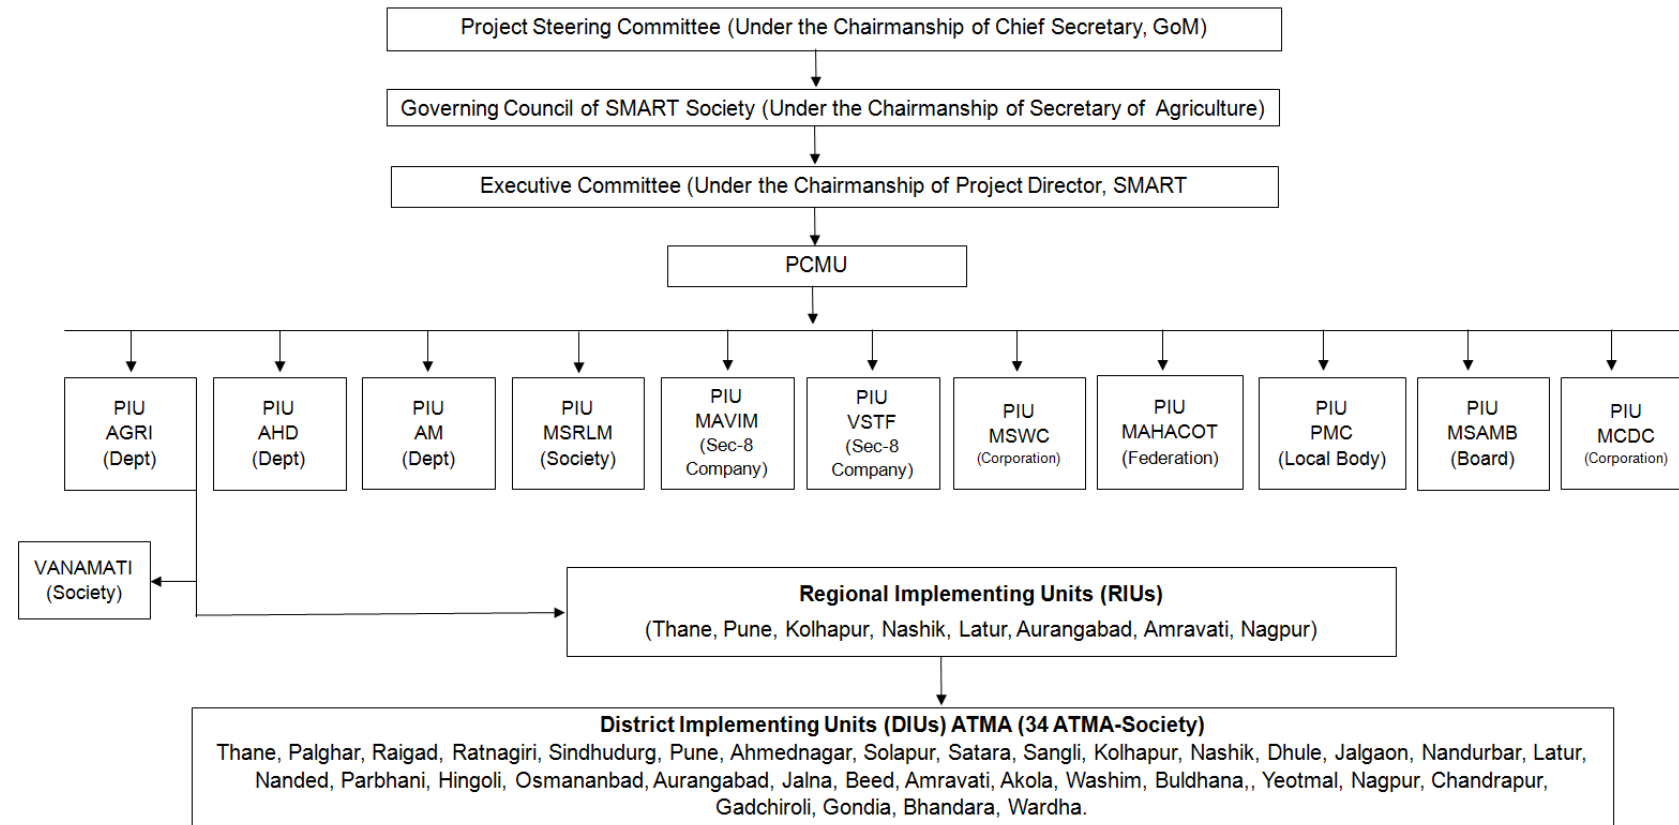 Project Steering Committee (Under the Chairmanship of Chief Secretary, GoM)
Governing Council of SMART Society (Under the Chairmanship of Secretary of Agriculture)
Executive Committee (Under the Chairmanship of Project Director, SMART
PCMU
PIU
AGRI
(Dept)
PIU
AHD
(Dept)
PIU
AM
(Dept)
PIU
MSRLM
(Society)
PIU
MAVIM
(Sec-8
Company)
PIU
VSTF
(Sec-8
Company)
PIU
MSWC
(Corporation)
PIU
MAHACOT
(Federation)
PIU
PMC
(Local Body)
PIU
MSAMB
(Board)
PIU
MCDC
(Corporation)
VANAMATI
(Society)
Regional Implementing Units (RIUs)
(Thane, Pune, Kolhapur, Nashik, Latur, Aurangabad, Amravati, Nagpur)
District Implementing Units (DIUs) ATMA (34 ATMA-Society)
Thane, Palghar, Raigad, Ratnagiri, Sindhudurg, Pune, Ahmednagar, Solapur, Satara, Sangli, Kolhapur, Nashik, Dhule, Jalgaon, Nandurbar, Latur,
Nanded, Parbhani, Hingoli, Osmananbad, Aurangabad, Jalna, Beed, Amravati, Akola, Washim, Buldhana,, Yeotmal, Nagpur, Chandrapur,
Gadchiroli, Gondia, Bhandara, Wardha.